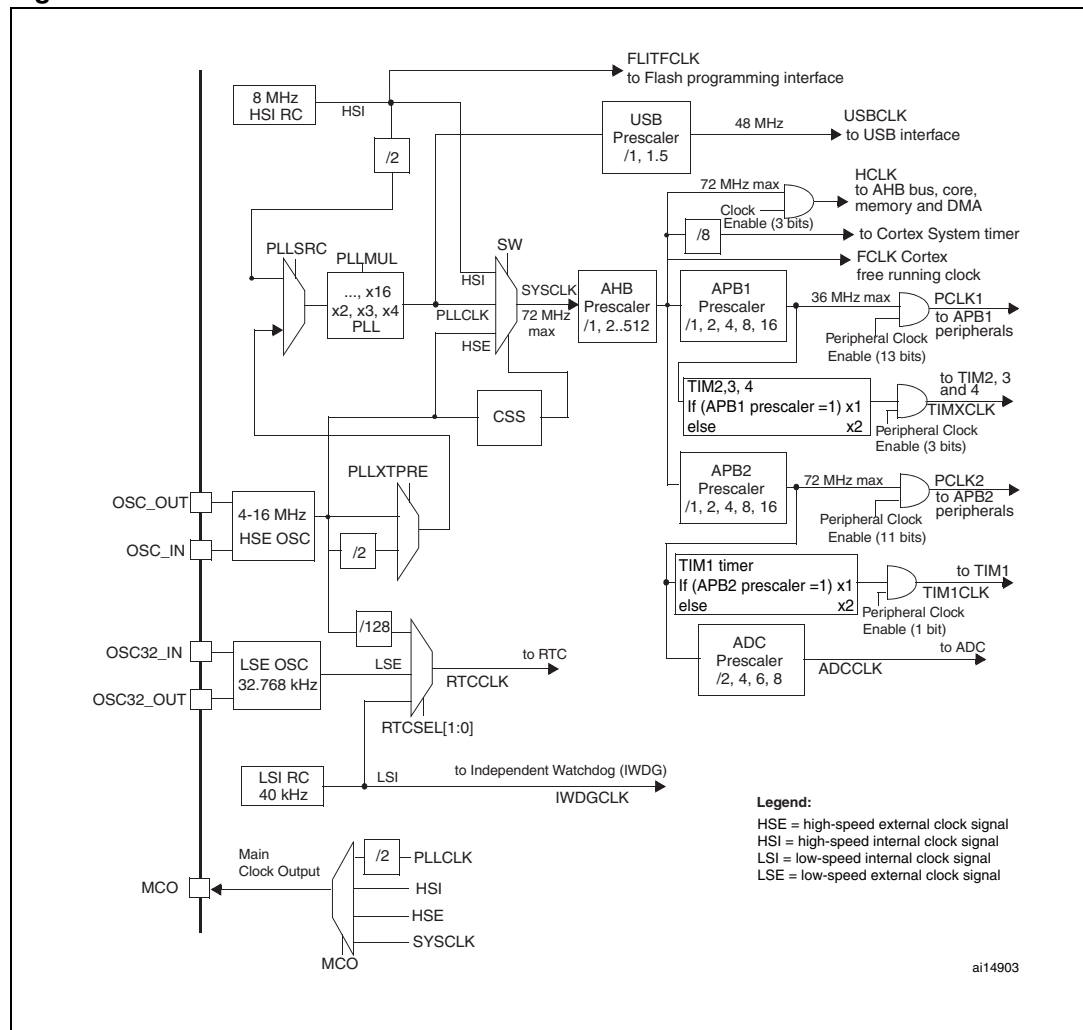 FLITFCLK
to Flash programming interface
8 MHz
HSI RC
HSI
/2
USB
Prescaler
/1, 1.5
48 MHz
USBCLK
to USB interface
72 MHz max
Clock
Enable (3 bits)
HCLK
to AHB bus, core,
memory and DMA
/8
to Cortex System timer
FCLK Cortex
free running clock
PLLSRC
PLLMUL
..., x16
x2, x3, x4
PLL
SW
HSI
PLLCLK
HSE
SYSCLK
72 MHz
max
AHB
Prescaler
/1, 2..512
APB1
Prescaler
/1, 2, 4, 8, 16
36 MHz max
PCLK1
to APB1
peripherals
Peripheral Clock
Enable (13 bits)
TIM2,3, 4
If (APB1 prescaler =1) x1
else x2
to TIM2, 3
and 4
TIMXCLK
Peripheral Clock
Enable (3 bits)
CSS
APB2
Prescaler
/1, 2, 4, 8, 16
72 MHz max
PCLK2
to APB2
peripherals
Peripheral Clock
Enable (11 bits)
PLLXTPRE
OSC_OUT
OSC_IN
4-16 MHz
HSE OSC
/2
TIM1 timer
If (APB2 prescaler =1) x1
else x2
to TIM1
TIM1CLK
Peripheral Clock
Enable (1 bit)
/128
OSC32_IN
OSC32_OUT
LSE OSC
32.768 kHz
LSE
to RTC
RTCCLK
RTCSEL[1:0]
ADC
Prescaler
/2, 4, 6, 8
to ADC
ADCCLK
LSI RC
40 kHz
LSI
to Independent Watchdog (IWDG)
IWDGCLK
Legend:
HSE = high-speed external clock signal
HSI = high-speed internal clock signal
LSI = low-speed internal clock signal
LSE = low-speed external clock signal
Main
Clock Output
MCO
/2
PLLCLK
HSI
HSE
SYSCLK
MCO
ai14903